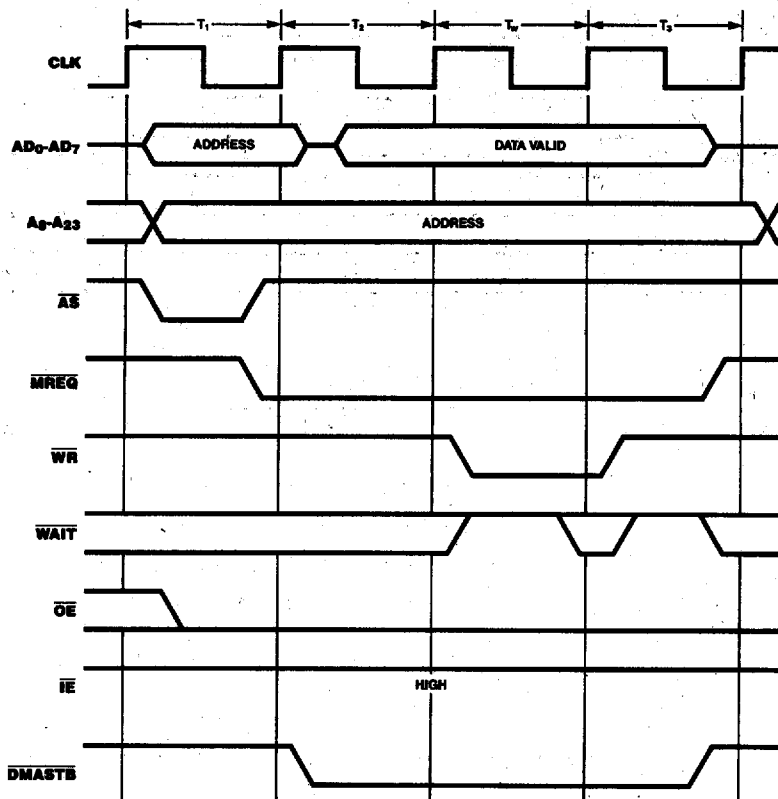 T1 T2 TW T3
CLK
AD0-AD7 ADDRESS DATA VALID
A8-A23 ADDRESS
AS
MREQ
WR
WAIT
OE
IE HIGH
DMASTB